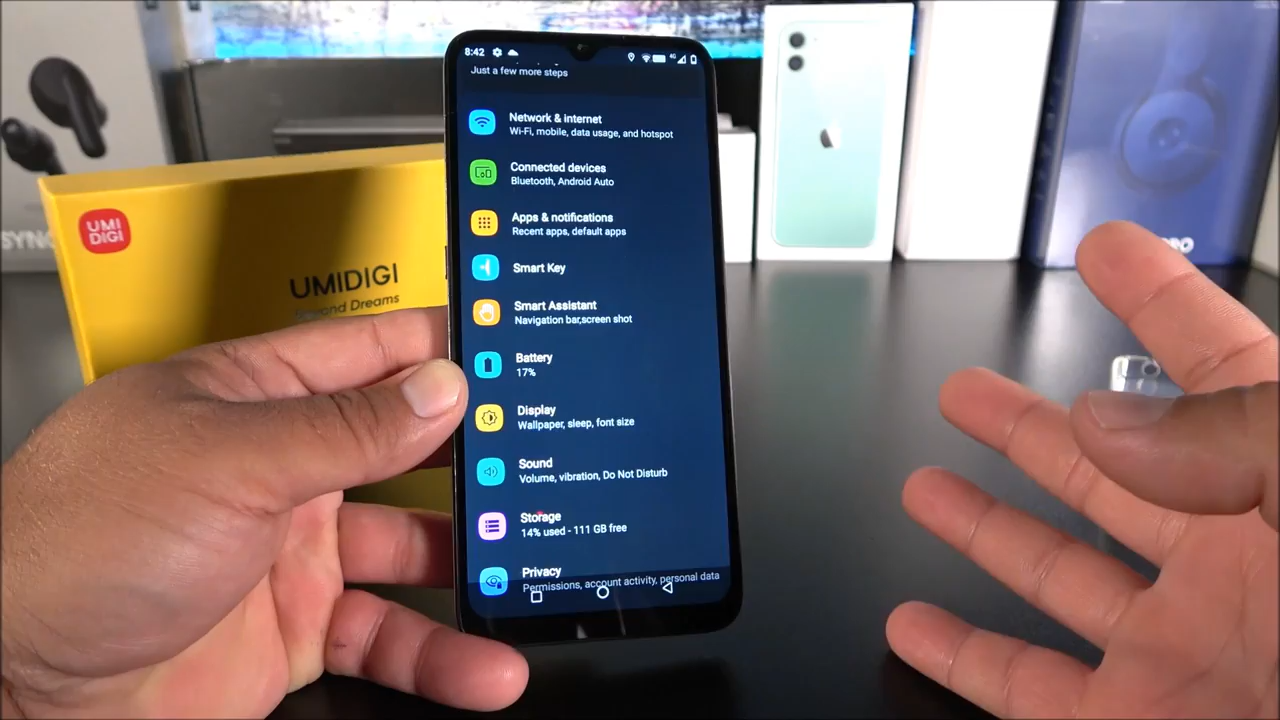 8:42
4G
Just a few more steps
Network & internet
Wi-Fi, mobile, data usage, and hotspot
Connected devices
Bluetooth, Android Auto
Apps & notifications
Recent apps, default apps
Smart Key
Smart Assistant
Navigation bar,screen shot
Battery
17%
Display
Wallpaper, sleep, font size
Sound
Volume, vibration, Do Not Disturb
Storage
14% used - 111 GB free
Privacy
Permissions, account activity, personal data
UMI
DIGI
UMIDIGI
Beyond Dreams